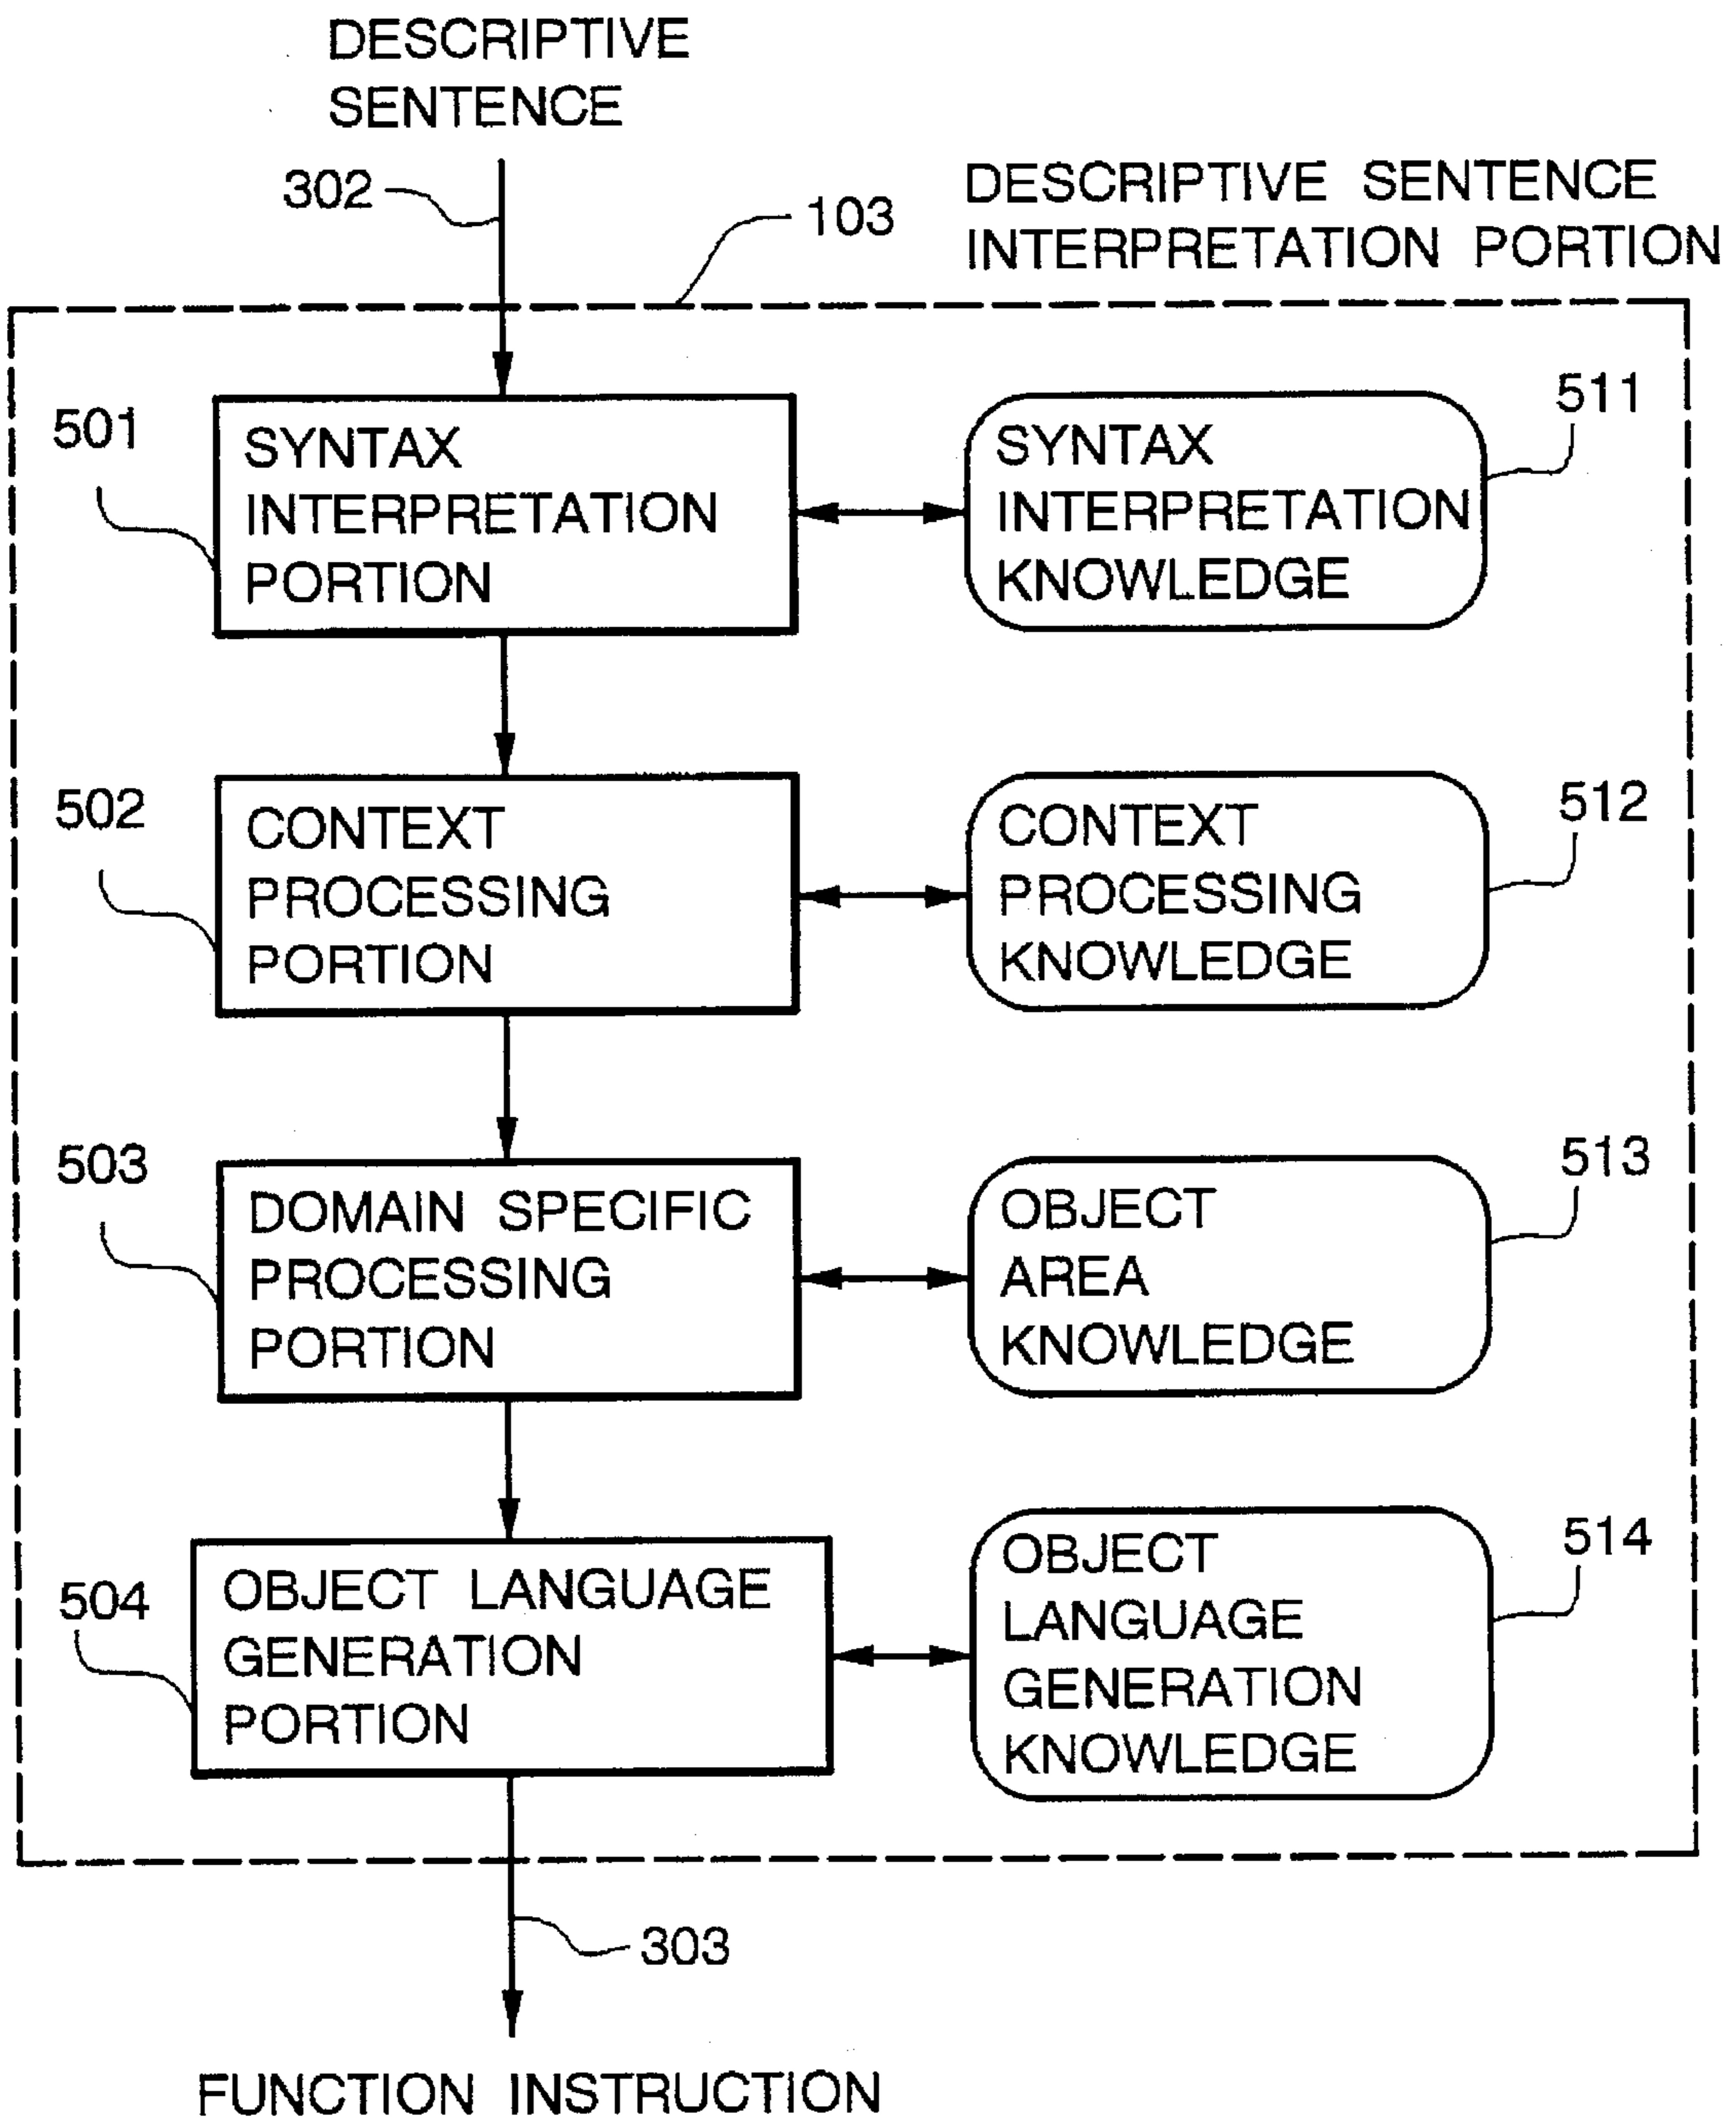 DESCRIPTIVE
SENTENCE
302
103
DESCRIPTIVE SENTENCE
INTERPRETATION PORTION
501
SYNTAX
INTERPRETATION
PORTION
511
SYNTAX
INTERPRETATION
KNOWLEDGE
502
CONTEXT
PROCESSING
PORTION
512
CONTEXT
PROCESSING
KNOWLEDGE
503
DOMAIN SPECIFIC
PROCESSING
PORTION
513
OBJECT
AREA
KNOWLEDGE
504
OBJECT LANGUAGE
GENERATION
PORTION
514
OBJECT
LANGUAGE
GENERATION
KNOWLEDGE
303
FUNCTION INSTRUCTION